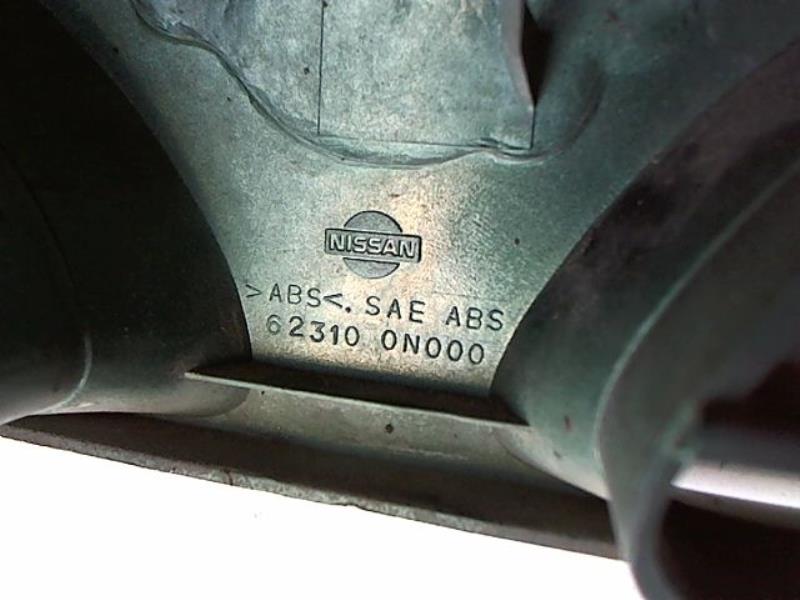 NISSAN
>ABS<. SAE ABS
62310 0N000